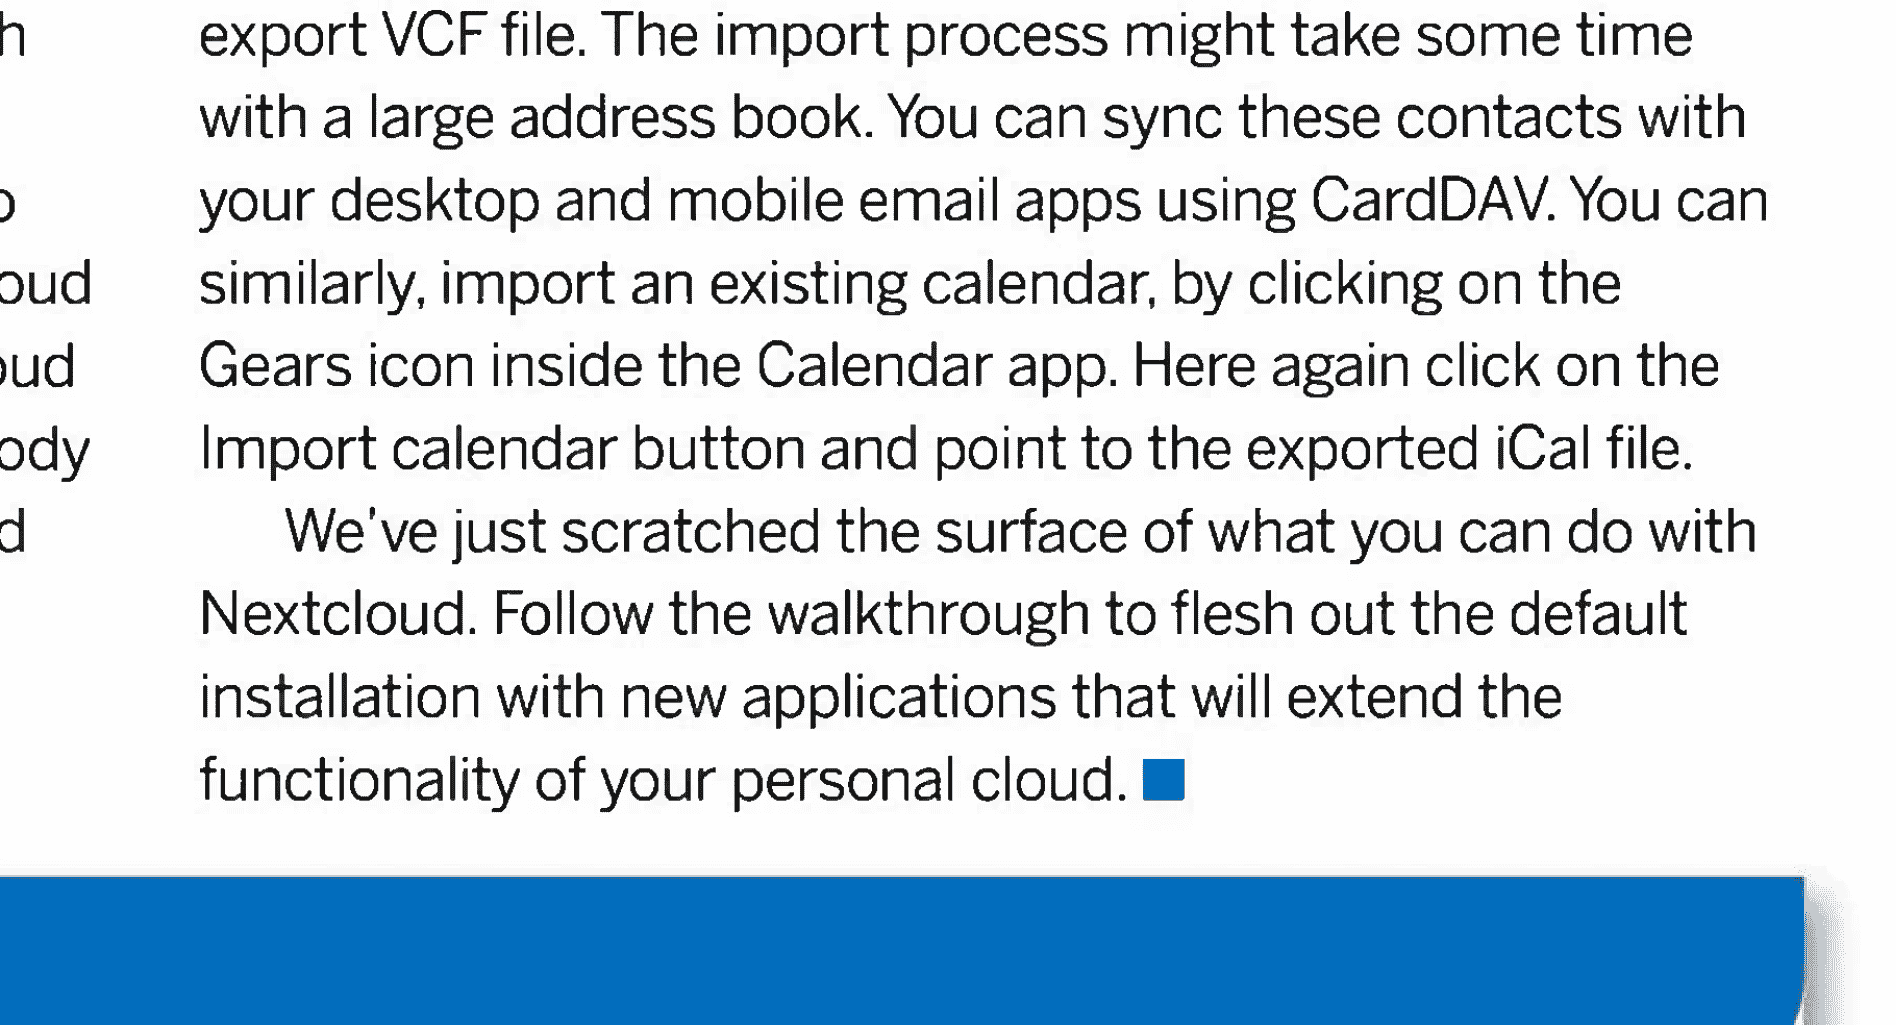 export VCF file. The import process might take some time
with a large address book. You can sync these contacts with
your desktop and mobile email apps using CardDAV. You can
similarly, import an existing calendar, by clicking on the
Gears icon inside the Calendar app. Here again click on the
Import calendar button and point to the exported iCal file.
We've just scratched the surface of what you can do with
Nextcloud. Follow the walkthrough to flesh out the default
installation with new applications that will extend the
functionality of your personal cloud.